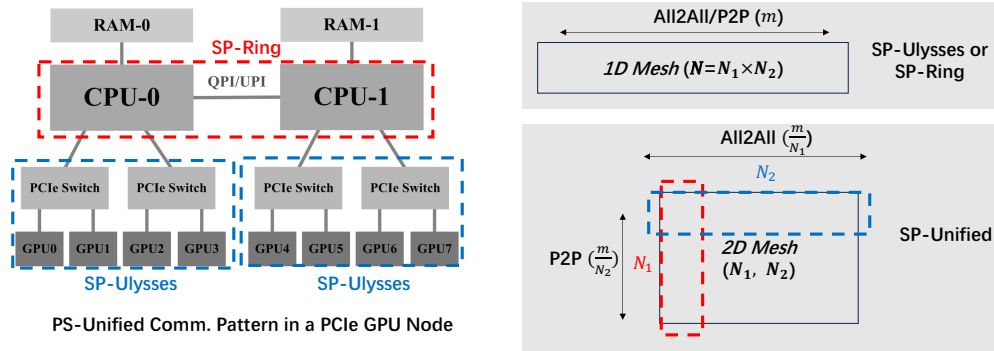 RAM-0
RAM-1
SP-Ring
CPU-0
QPI/UPI
CPU-1
PCIe Switch
PCIe Switch
PCIe Switch
PCIe Switch
GPU0
GPU1
GPU2
GPU3
GPU4
GPU5
GPU6
GPU7
SP-Ulysses
SP-Ulysses
PS-Unified Comm. Pattern in a PCIe GPU Node
All2All/P2P (m)
1D Mesh (N=N₁×N₂)
SP-Ulysses or
SP-Ring
All2All (m/N₁)
N₂
P2P (m/N₂)
N₁
2D Mesh
(N₁, N₂)
SP-Unified